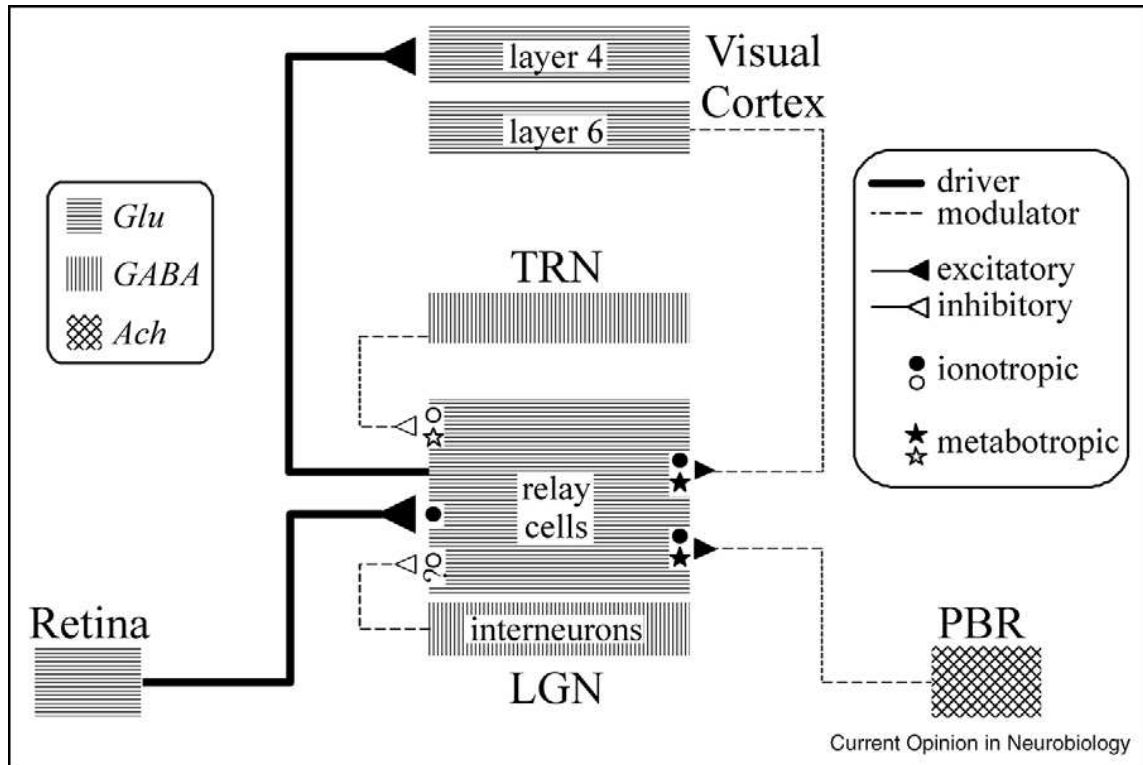 layer 4
Visual
Cortex
layer 6
driver
modulator
Glu
GABA
Ach
TRN
excitatory
inhibitory
ionotropic
metabotropic
relay
cells
?
interneurons
Retina
LGN
PBR
Current Opinion in Neurobiology